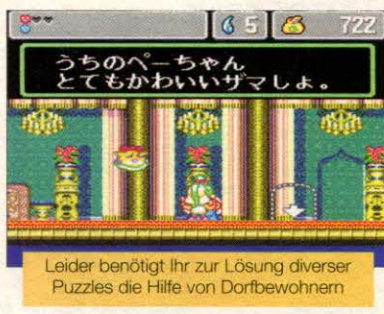 5
722
うちのぺーちゃん
とてもかわいいザマしょ。
Leider benötigt Ihr zur Lösung diverser
Puzzles die Hilfe von Dorfbewohnern